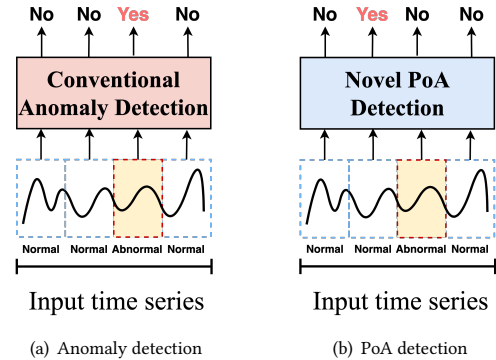 No No Yes No
Conventional
Anomaly Detection
Normal Normal Abnormal Normal
Input time series
(a) Anomaly detection
No Yes No No
Novel PoA
Detection
Normal Normal Abnormal Normal
Input time series
(b) PoA detection